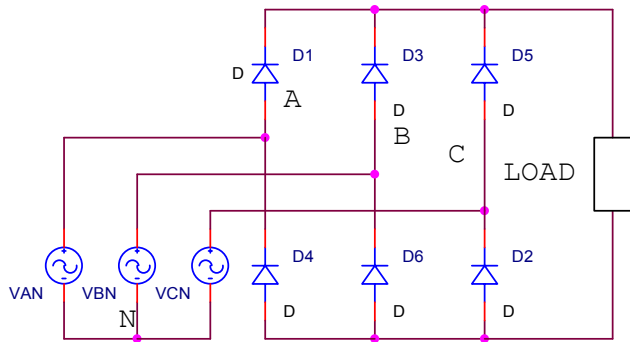 D1 D3 D5
D A D D
B
C LOAD
D4 D6 D2
VAN VBN VCN D D D
N